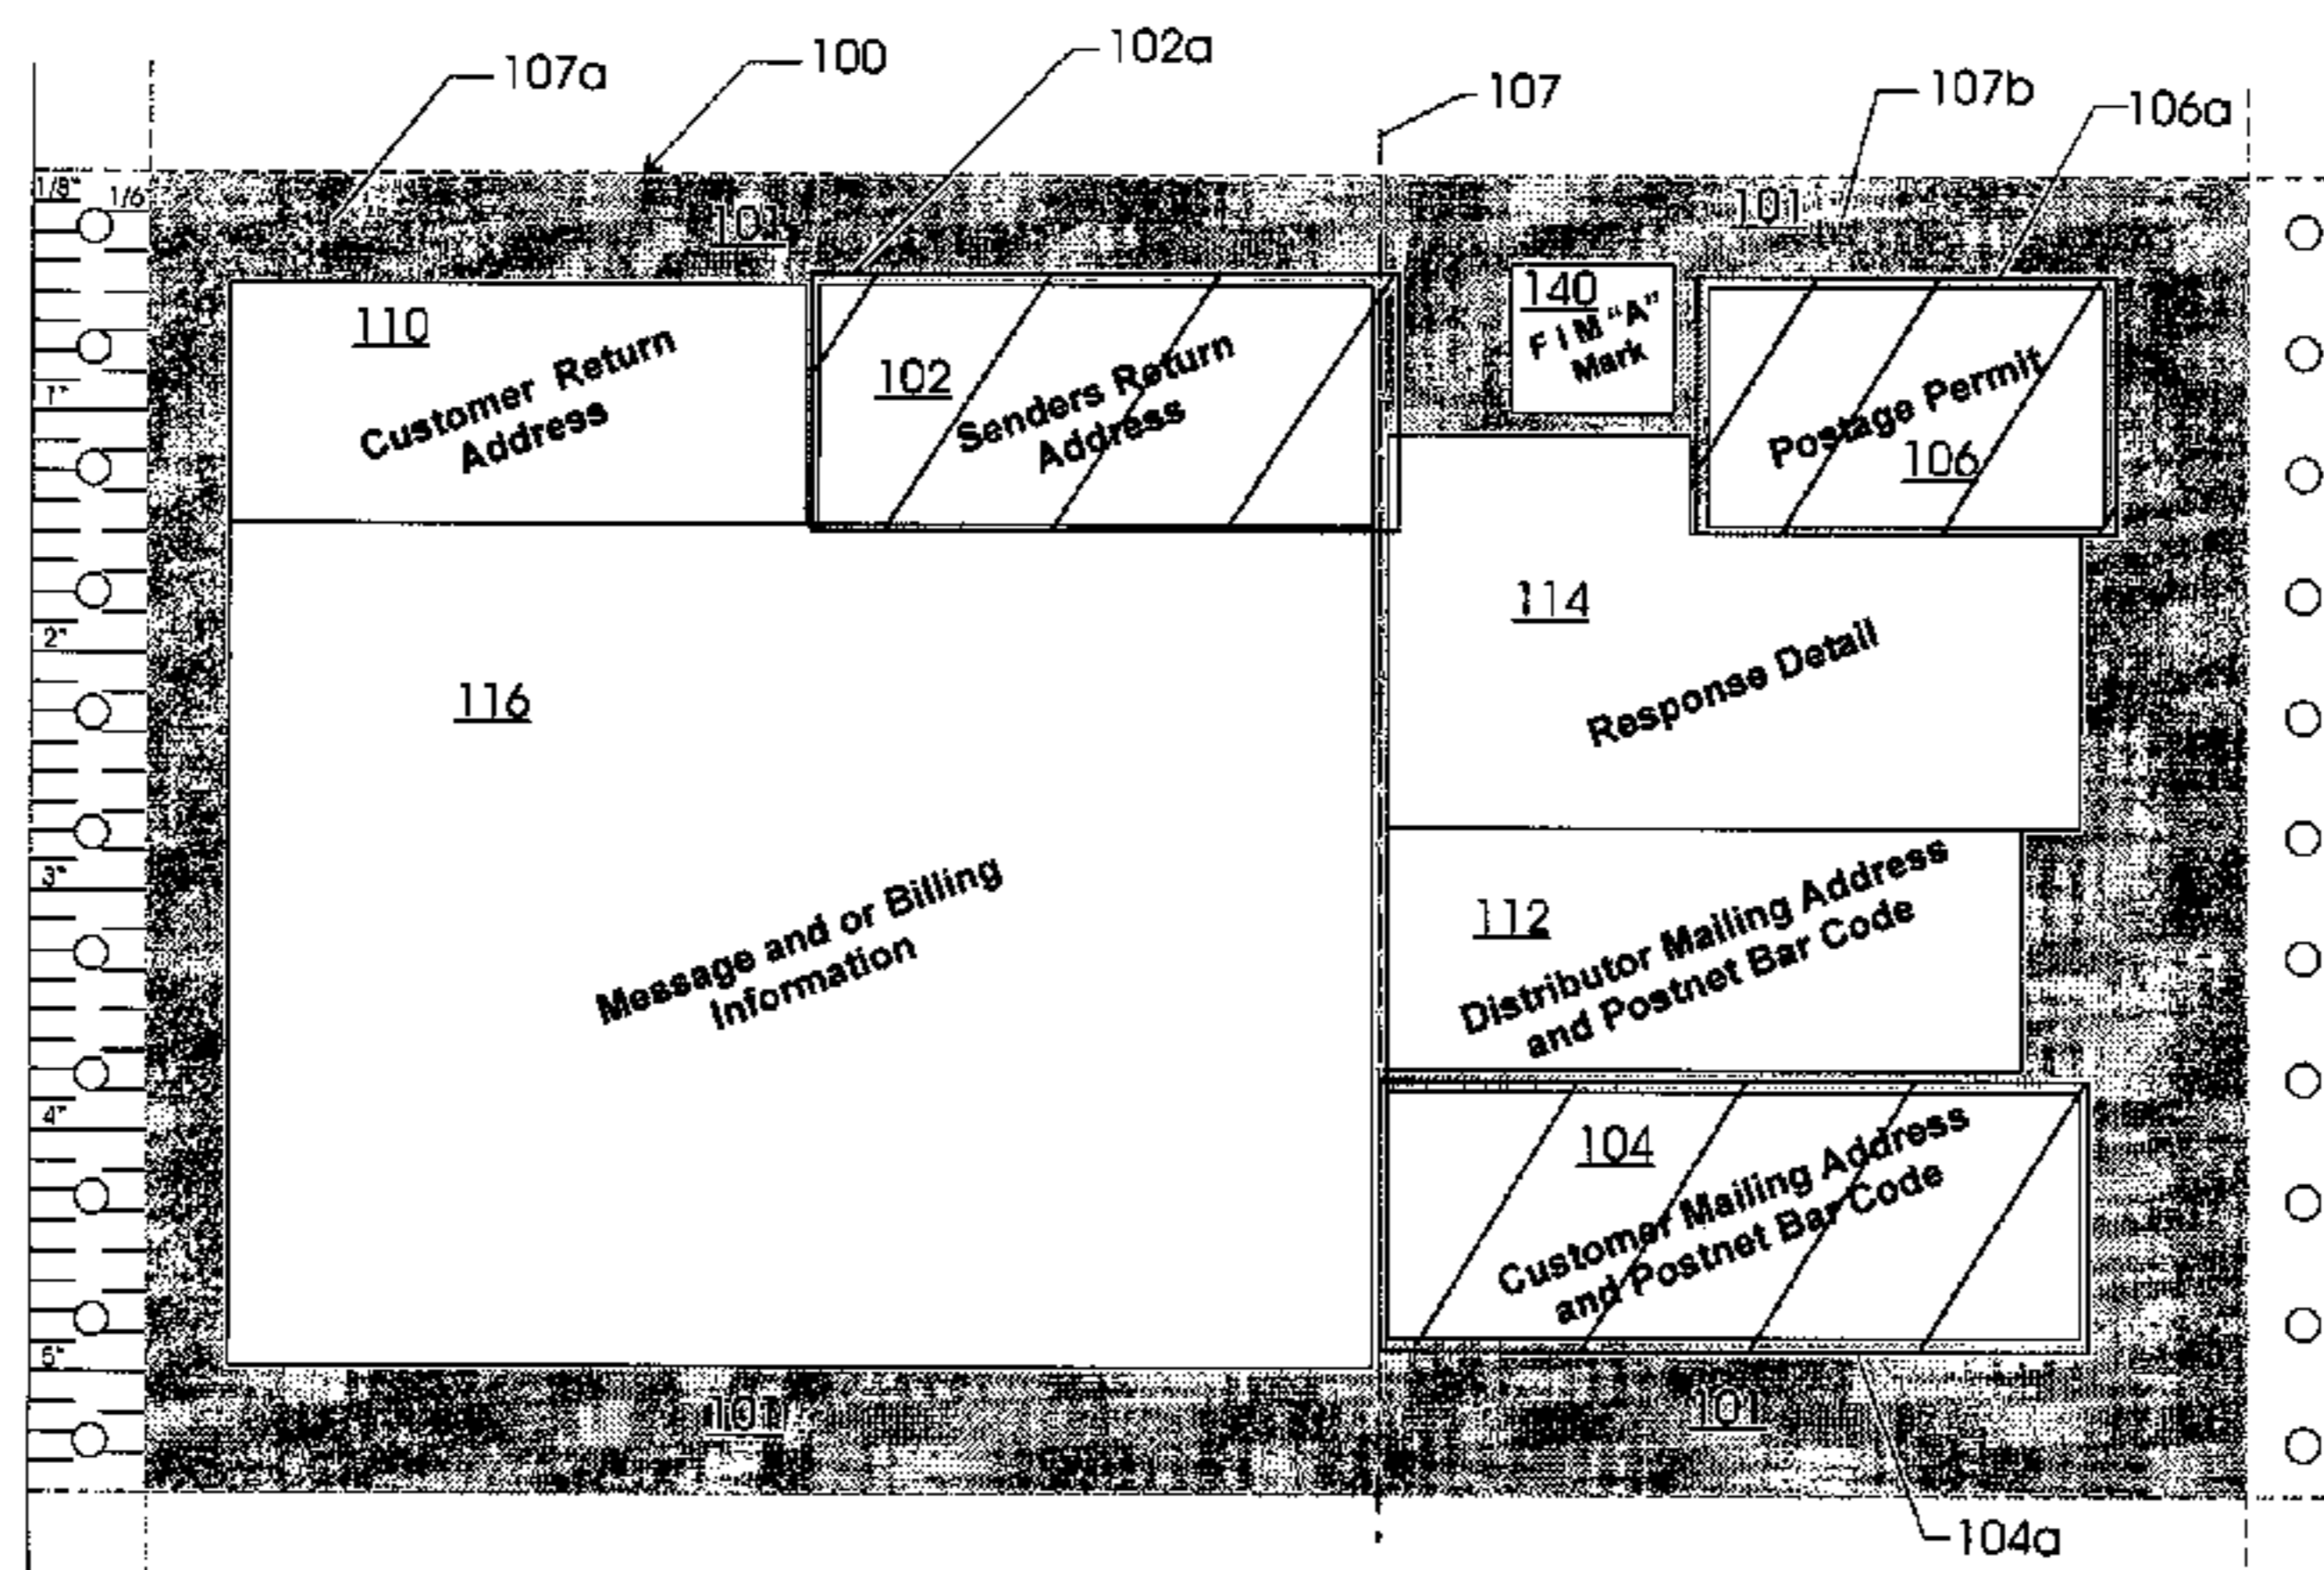 107a
100
102a
107
107b
106a
1/8"
1/6
101
101
110
Customer Return
Address
102
Senders Return
Address
140
F I M "A"
Mark
Postage Permit
106
1"
114
Response Detail
2"
116
Message and or Billing
Information
3"
112
Distributor Mailing Address
and Postnet Bar Code
4"
104
Customer Mailing Address
and Postnet Bar Code
5"
101
101
104a